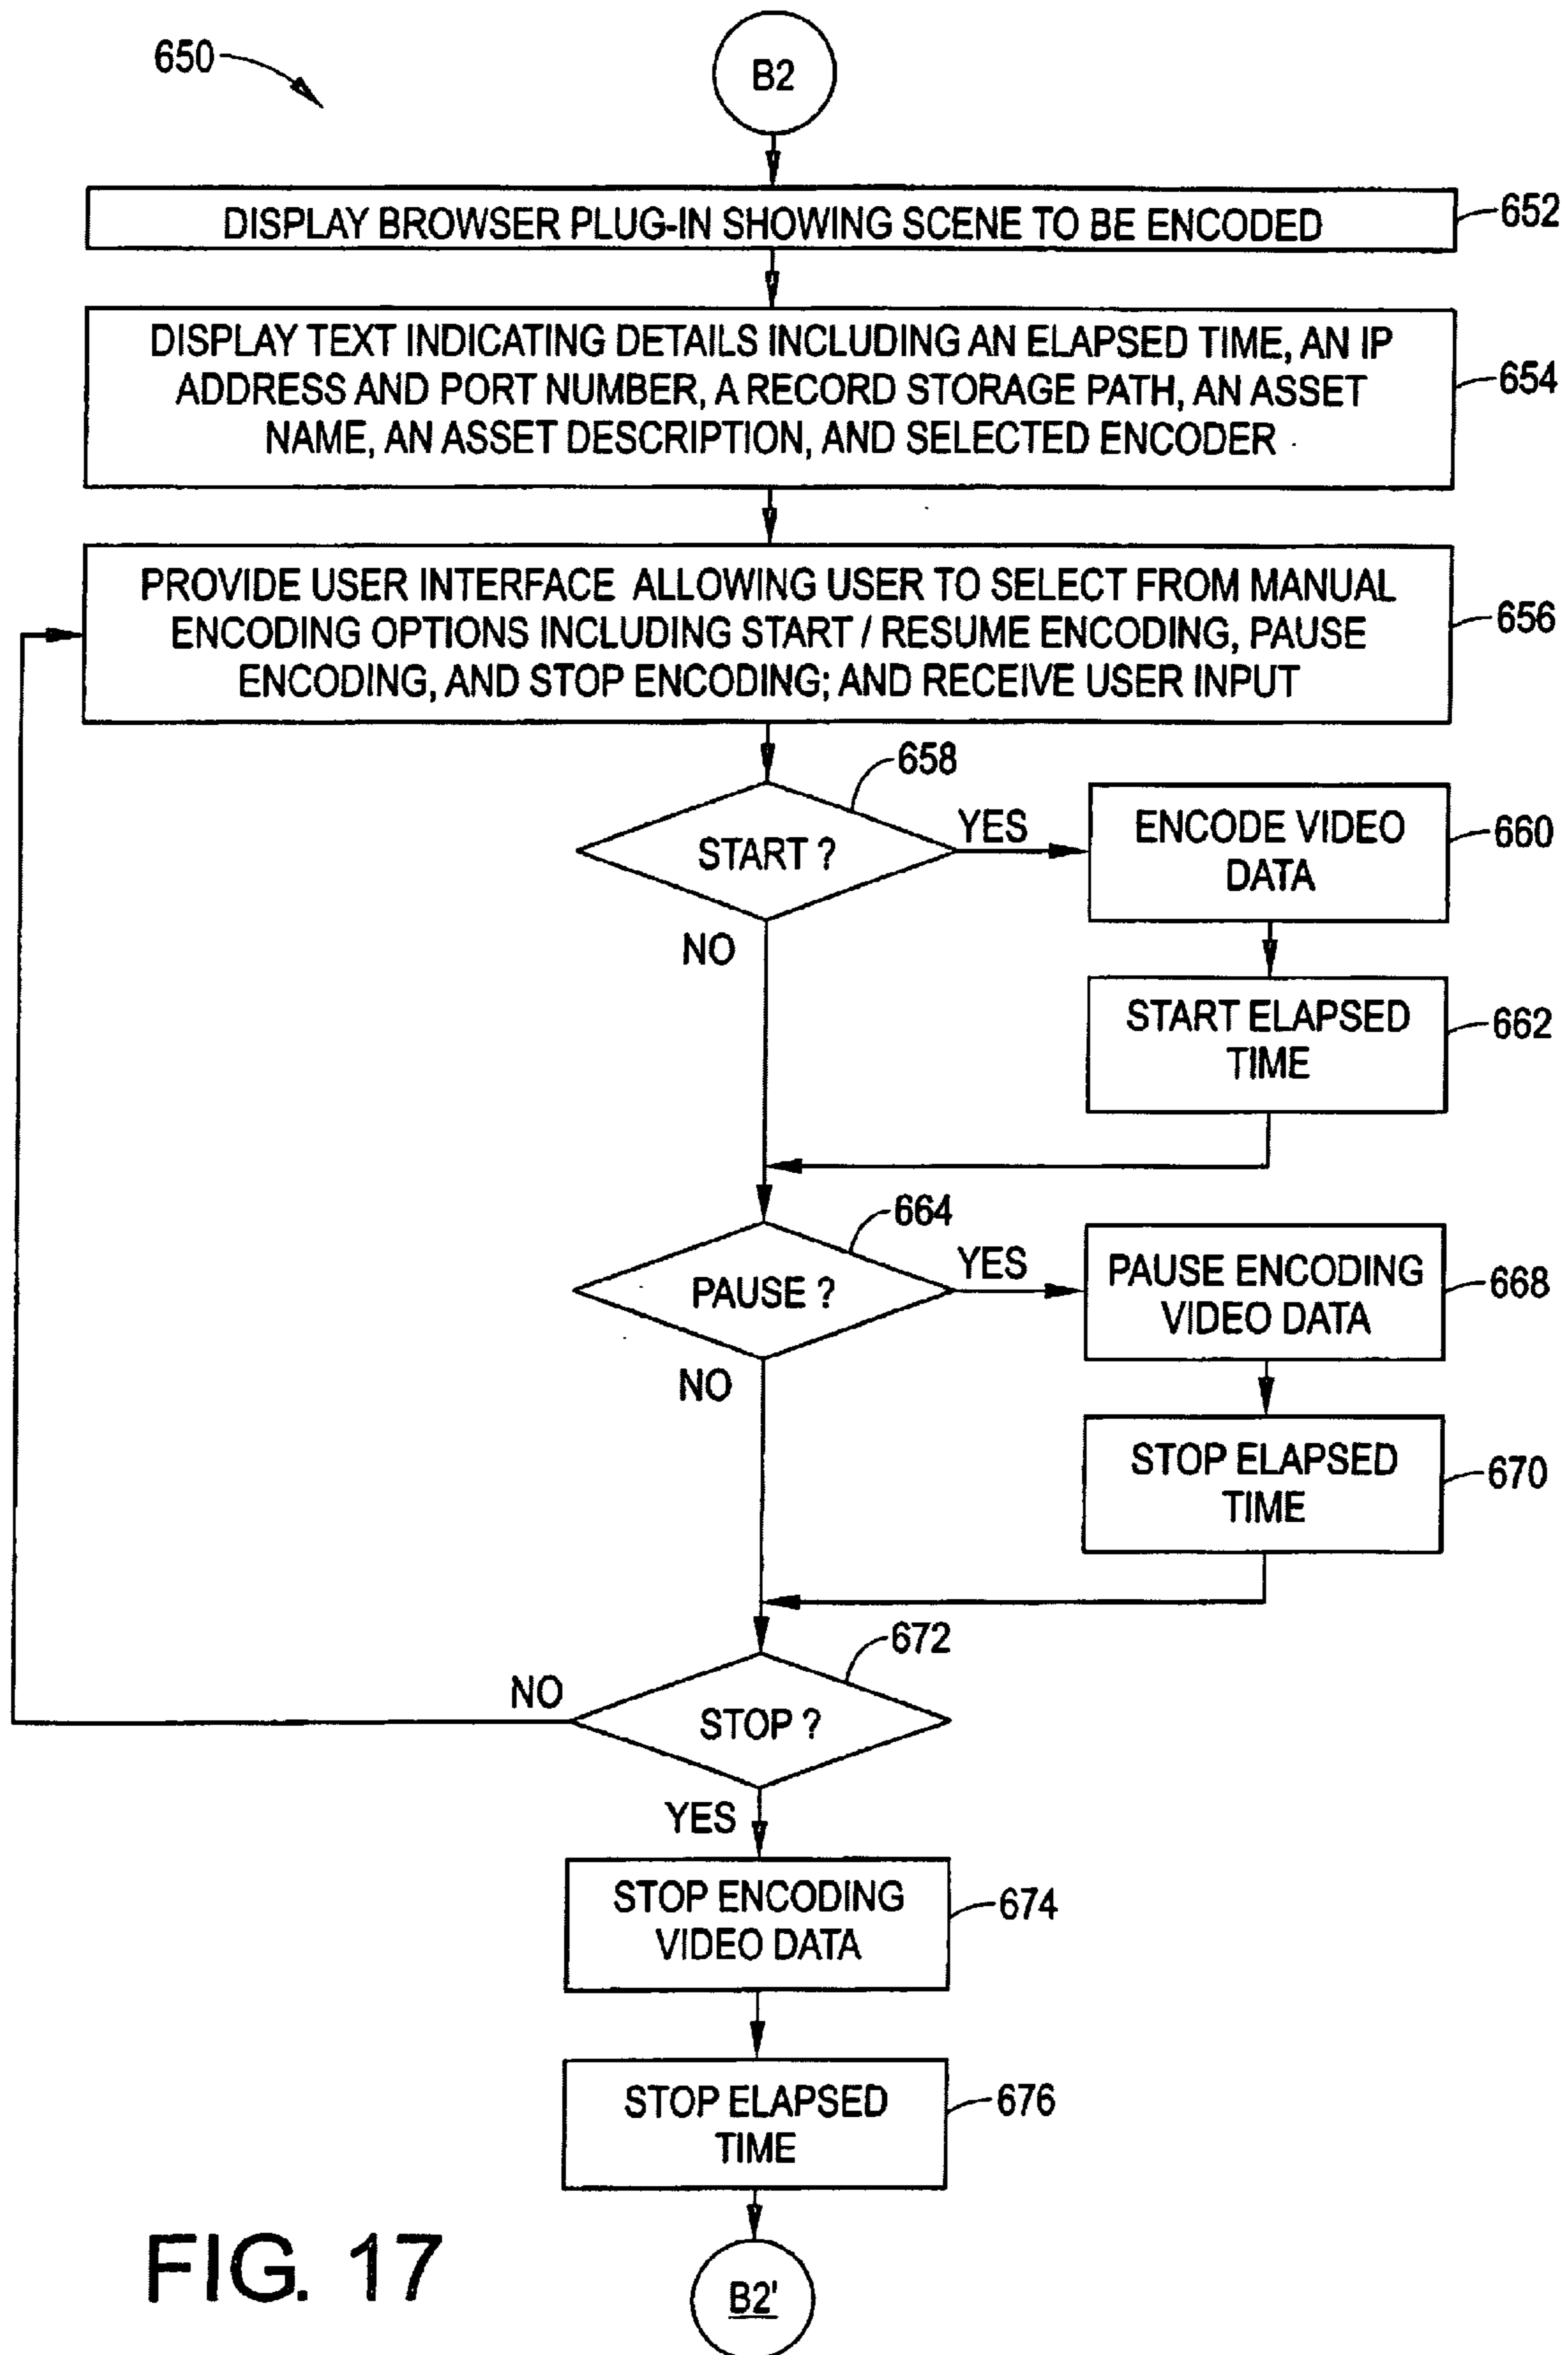 650
B2
DISPLAY BROWSER PLUG-IN SHOWING SCENE TO BE ENCODED
652
DISPLAY TEXT INDICATING DETAILS INCLUDING AN ELAPSED TIME, AN IP
ADDRESS AND PORT NUMBER, A RECORD STORAGE PATH, AN ASSET
NAME, AN ASSET DESCRIPTION, AND SELECTED ENCODER
654
PROVIDE USER INTERFACE ALLOWING USER TO SELECT FROM MANUAL
ENCODING OPTIONS INCLUDING START / RESUME ENCODING, PAUSE
ENCODING, AND STOP ENCODING; AND RECEIVE USER INPUT
656
658
START ?
YES
NO
ENCODE VIDEO
DATA
660
START ELAPSED
TIME
662
664
PAUSE ?
YES
NO
PAUSE ENCODING
VIDEO DATA
668
STOP ELAPSED
TIME
670
672
STOP ?
NO
YES
STOP ENCODING
VIDEO DATA
674
STOP ELAPSED
TIME
676
B2'
FIG. 17